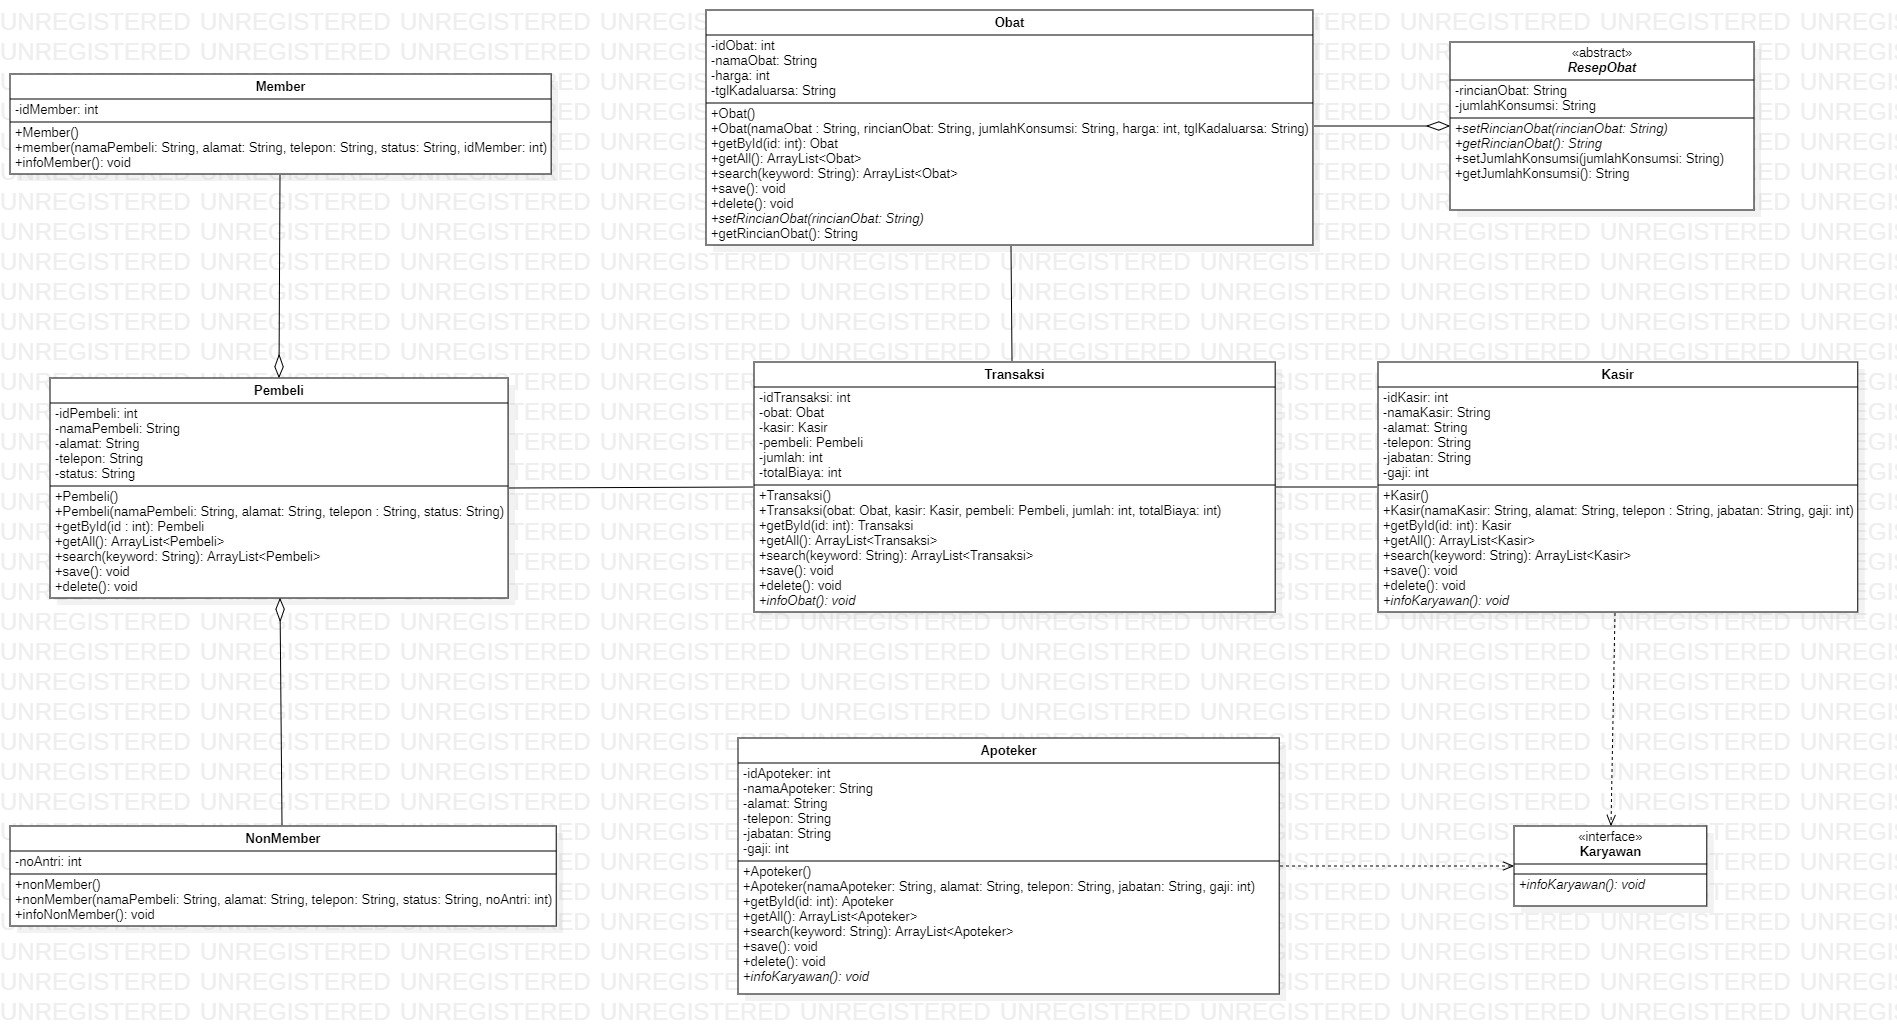 Obat
-idObat: int
-namaObat: String
-harga: int
-tglKadaluarsa: String
+Obat()
+Obat(namaObat : String, rincianObat: String, jumlahKonsumsi: String, harga: int, tglKadaluarsa: String)
+getById(id: int): Obat
+getAll(): ArrayList<Obat>
+search(keyword: String): ArrayList<Obat>
+save(): void
+delete(): void
+setRincianObat(rincianObat: String)
+getRincianObat(): String
«abstract»
ResepObat
-rincianObat: String
-jumlahKonsumsi: String
+setRincianObat(rincianObat: String)
+getRincianObat(): String
+setJumlahKonsumsi(jumlahKonsumsi: String)
+getJumlahKonsumsi(): String
Member
-idMember: int
+Member()
+member(namaPembeli: String, alamat: String, telepon: String, status: String, idMember: int)
+infoMember(): void
Pembeli
-idPembeli: int
-namaPembeli: String
-alamat: String
-telepon: String
-status: String
+Pembeli()
+Pembeli(namaPembeli: String, alamat: String, telepon : String, status: String)
+getById(id : int): Pembeli
+getAll(): ArrayList<Pembeli>
+search(keyword: String): ArrayList<Pembeli>
+save(): void
+delete(): void
Transaksi
-idTransaksi: int
-obat: Obat
-kasir: Kasir
-pembeli: Pembeli
-jumlah: int
-totalBiaya: int
+Transaksi()
+Transaksi(obat: Obat, kasir: Kasir, pembeli: Pembeli, jumlah: int, totalBiaya: int)
+getById(id: int): Transaksi
+getAll(): ArrayList<Transaksi>
+search(keyword: String): ArrayList<Transaksi>
+save(): void
+delete(): void
+infoObat(): void
Kasir
-idKasir: int
-namaKasir: String
-alamat: String
-telepon: String
-jabatan: String
-gaji: int
+Kasir()
+Kasir(namaKasir: String, alamat: String, telepon : String, jabatan: String, gaji: int)
+getById(id: int): Kasir
+getAll(): ArrayList<Kasir>
+search(keyword: String): ArrayList<Kasir>
+save(): void
+delete(): void
+infoKaryawan(): void
NonMember
-noAntri: int
+nonMember()
+nonMember(namaPembeli: String, alamat: String, telepon: String, status: String, noAntri: int)
+infoNonMember(): void
Apoteker
-idApoteker: int
-namaApoteker: String
-alamat: String
-telepon: String
-jabatan: String
-gaji: int
+Apoteker()
+Apoteker(namaApoteker: String, alamat: String, telepon: String, jabatan: String, gaji: int)
+getById(id: int): Apoteker
+getAll(): ArrayList<Apoteker>
+search(keyword: String): ArrayList<Apoteker>
+save(): void
+delete(): void
+infoKaryawan(): void
«interface»
Karyawan
+infoKaryawan(): void
UNREGISTERED